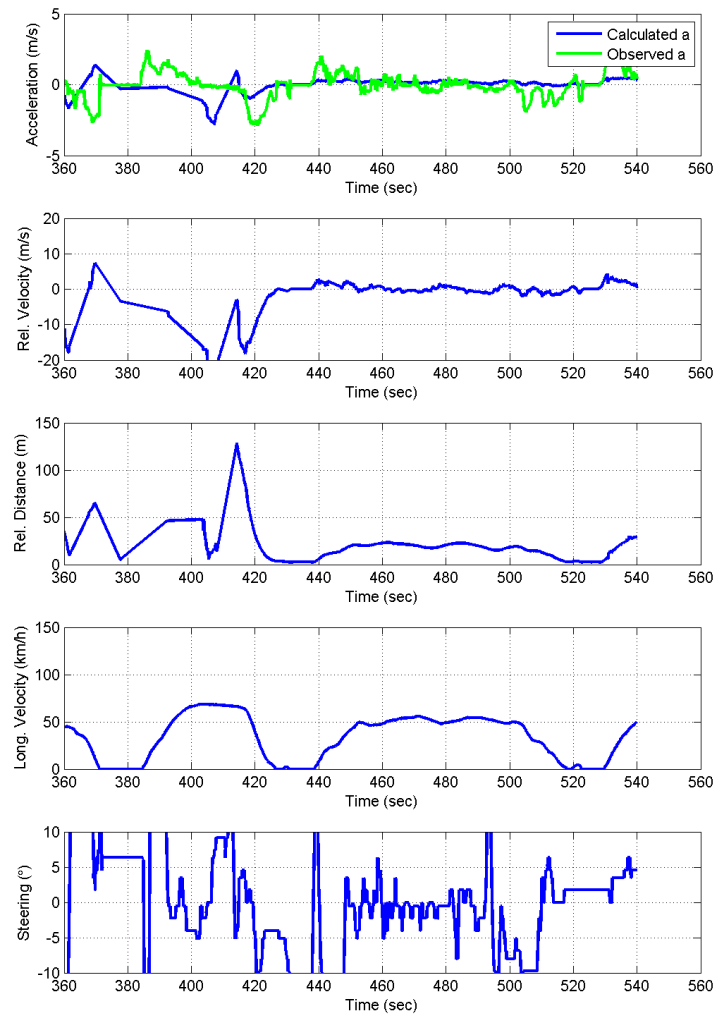 5
0
-5
Acceleration (m/s)
Calculated a
Observed a
360 380 400 420 440 460 480 500 520 540 560
Time (sec)
20
10
0
-10
-20
Rel. Velocity (m/s)
360 380 400 420 440 460 480 500 520 540 560
Time (sec)
150
100
50
0
Rel. Distance (m)
360 380 400 420 440 460 480 500 520 540 560
Time (sec)
150
100
50
0
Long. Velocity (km/h)
360 380 400 420 440 460 480 500 520 540 560
Time (sec)
10
5
0
-5
-10
Steering (°)
360 380 400 420 440 460 480 500 520 540 560
Time (sec)